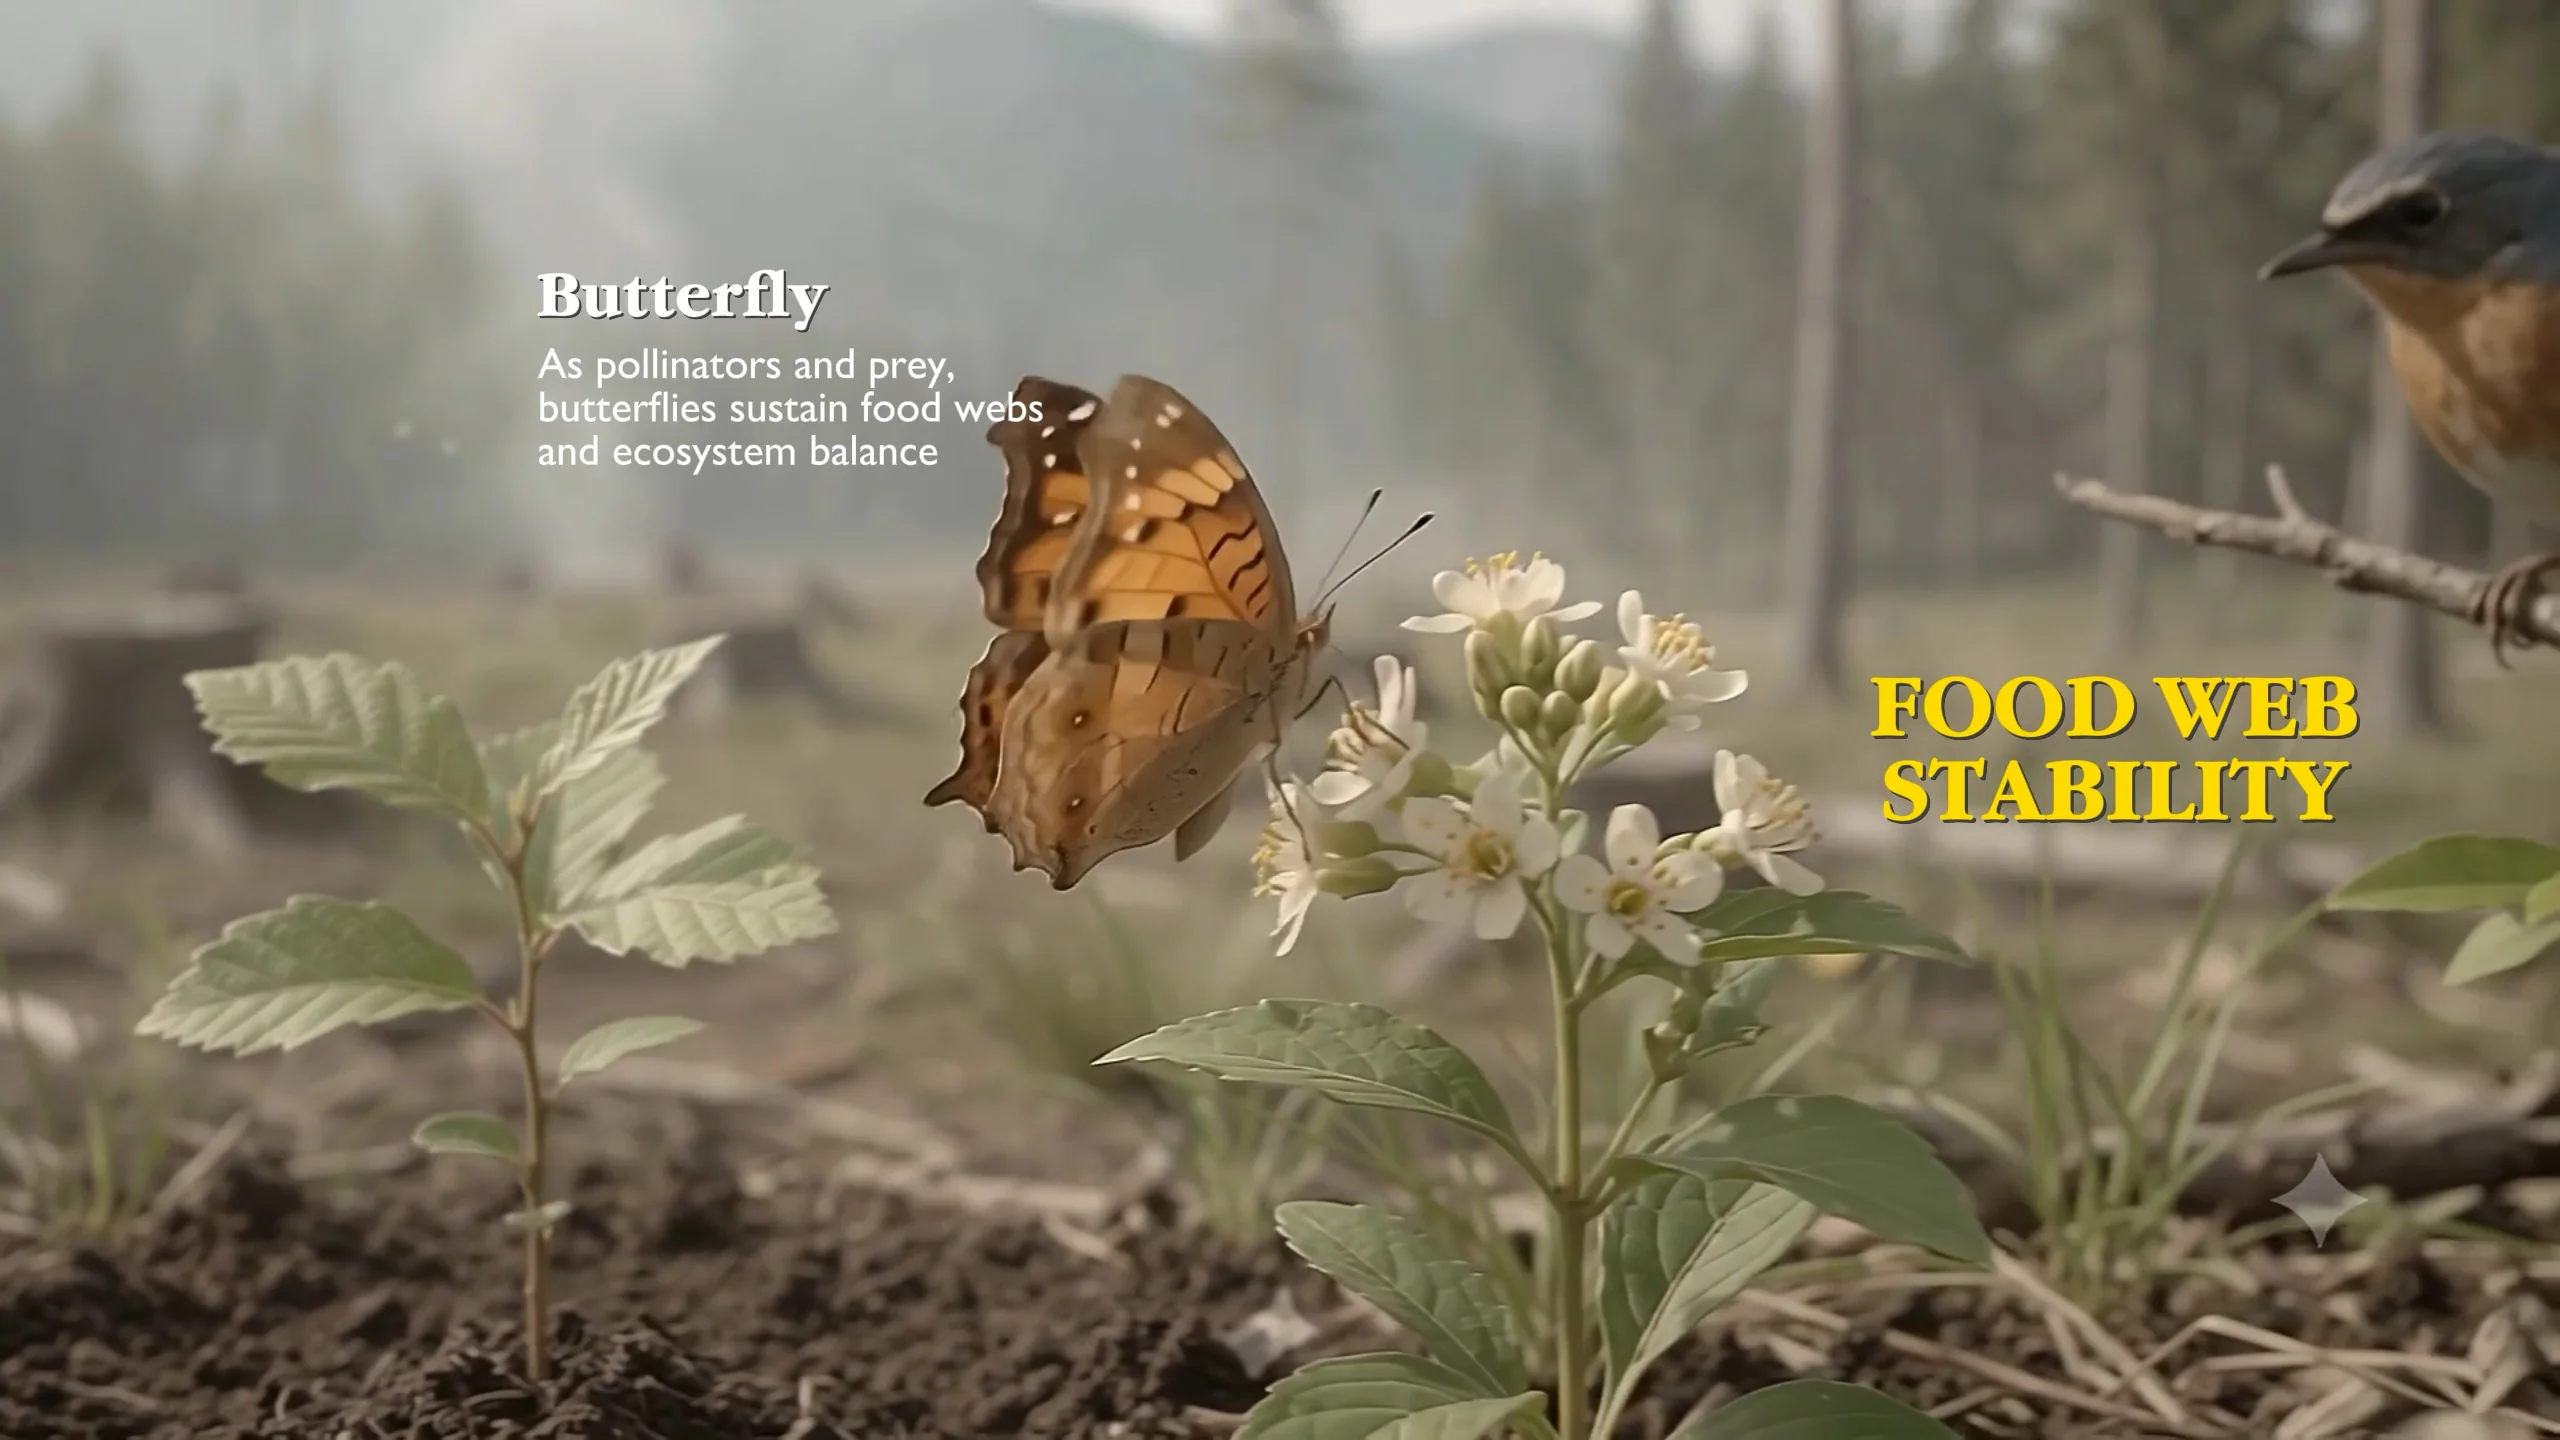 Butterfly
As pollinators and prey,
butterflies sustain food webs
and ecosystem balance
FOOD WEB
STABILITY